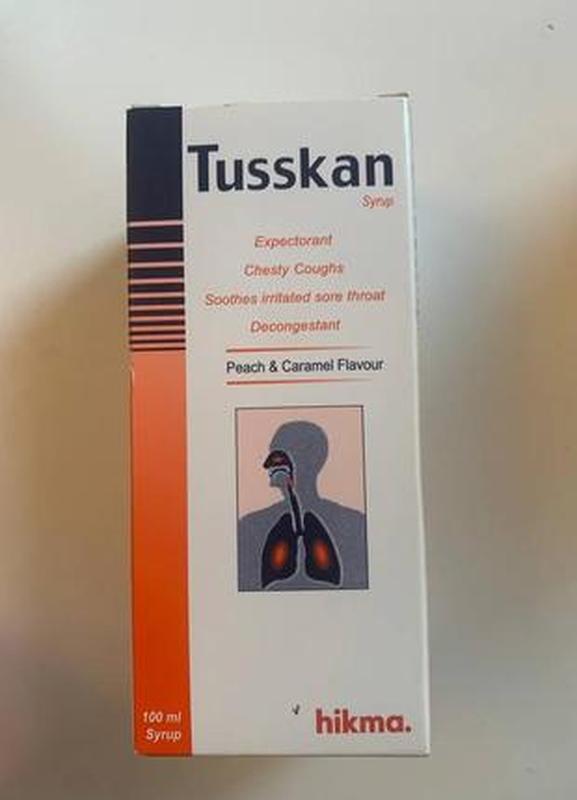 Tusskan
Syrup
Expectorant
Chesty Coughs
Soothes irritated sore throat
Decongestant
Peach & Caramel Flavour
100 ml
Syrup
hikma.